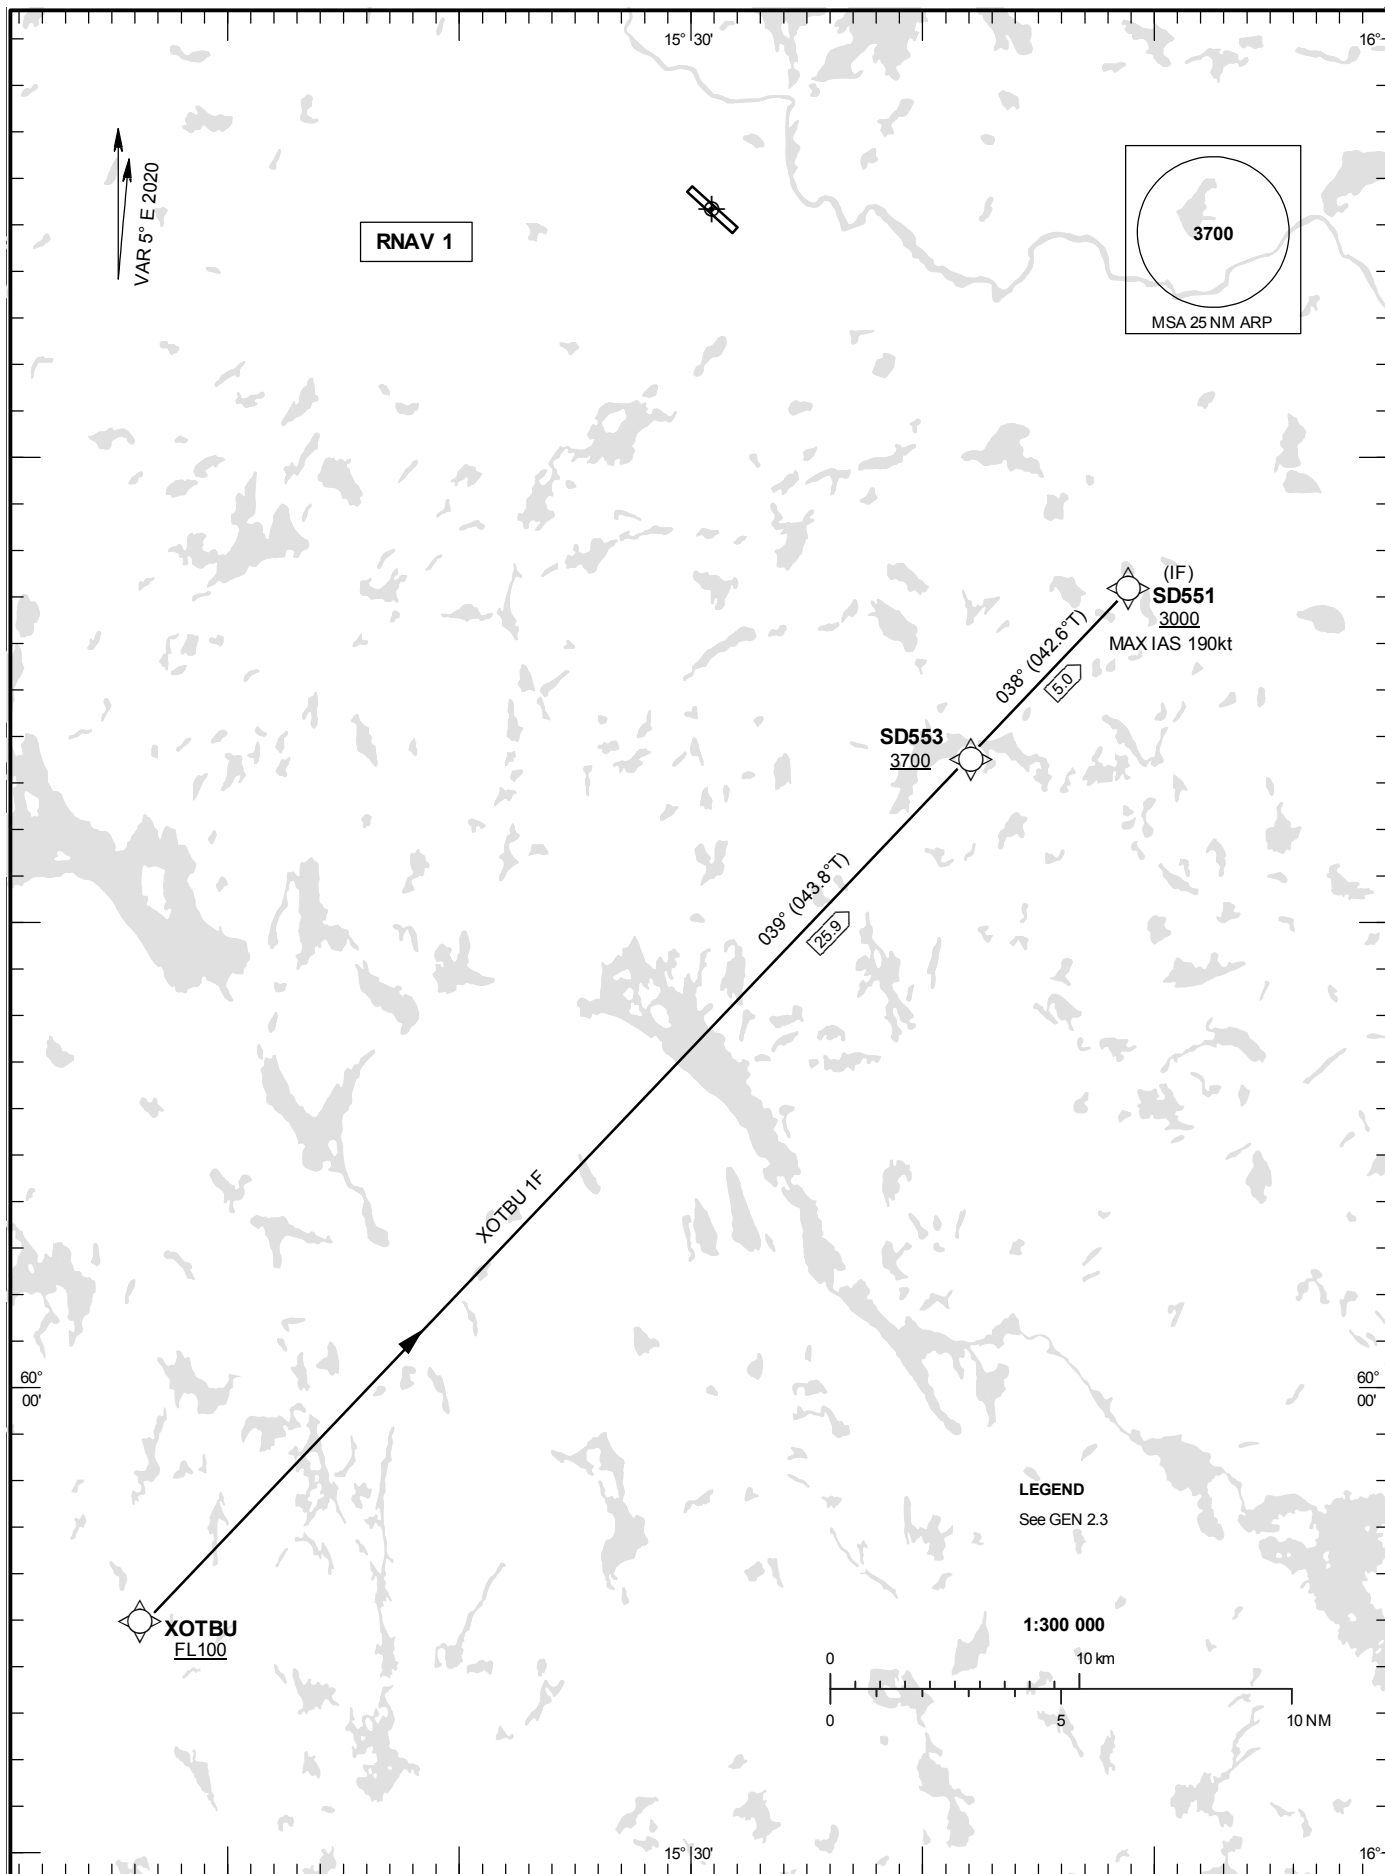 15° 30'
16°
VAR 5° E 2020
RNAV 1
3700
MSA 25 NM ARP
(IF)
SD551
3000
MAX IAS 190kt
038° (042.6°T)
5.0
SD553
3700
039° (043.8°T)
25.9
XOTBU 1F
60°
00'
60°
00'
LEGEND
See GEN 2.3
XOTBU
FL100
1:300 000
0
10 km
0
5
10 NM
15° 30'
16°